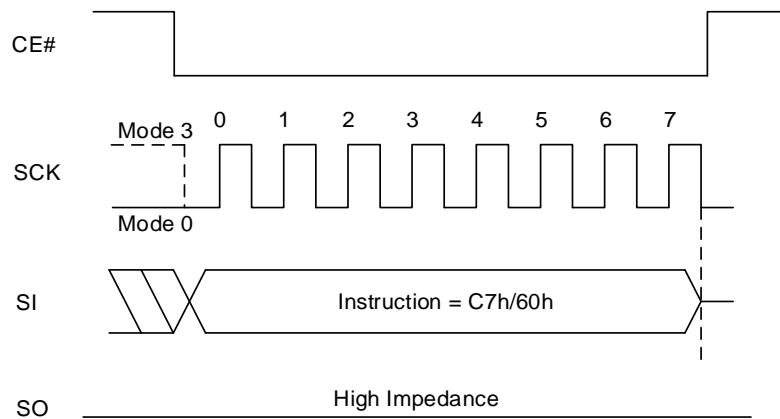 CE#
Mode 3
0 1 2 3 4 5 6 7
SCK
Mode 0
SI
Instruction = C7h/60h
SO
High Impedance